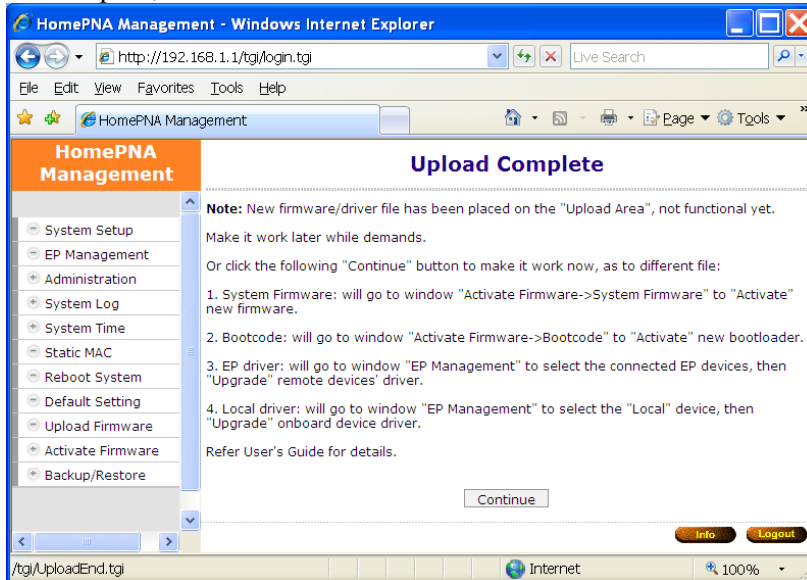 HomePNA Management - Windows Internet Explorer
http://192.168.1.1/tgi/login.tgi
Live Search
File Edit View Favorites Tools Help
HomePNA Management
Page Tools
HomePNA
Management
System Setup
EP Management
Administration
System Log
System Time
Static MAC
Reboot System
Default Setting
Upload Firmware
Activate Firmware
Backup/Restore
Upload Complete
Note: New firmware/driver file has been placed on the "Upload Area", not functional yet.
Make it work later while demands.
Or click the following "Continue" button to make it work now, as to different file:
1. System Firmware: will go to window "Activate Firmware->System Firmware" to "Activate"
new firmware.
2. Bootcode: will go to window "Activate Firmware->Bootcode" to "Activate" new bootloader.
3. EP driver: will go to window "EP Management" to select the connected EP devices, then
"Upgrade" remote devices' driver.
4. Local driver: will go to window "EP Management" to select the "Local" device, then
"Upgrade" onboard device driver.
Refer User's Guide for details.
Continue
Info Logout
/tgi/UploadEnd.tgi
Internet
100%